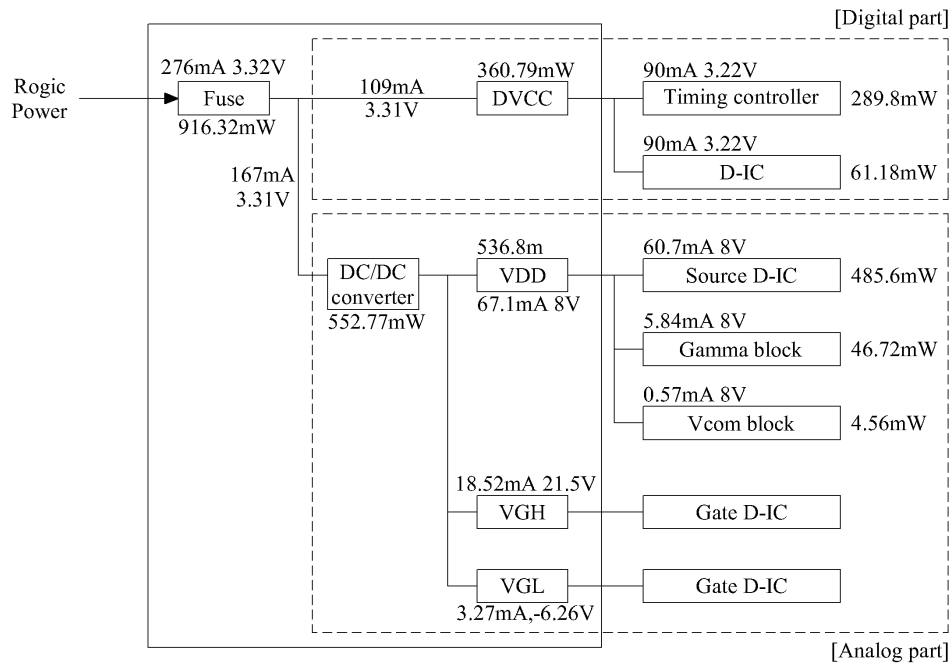 [Digital part]
276mA 3.32V
Rogic
Power
Fuse
916.32mW
109mA
3.31V
360.79mW
DVCC
90mA 3.22V
Timing controller
289.8mW
90mA 3.22V
D-IC
61.18mW
167mA
3.31V
DC/DC
converter
552.77mW
536.8m
VDD
67.1mA 8V
60.7mA 8V
Source D-IC
485.6mW
5.84mA 8V
Gamma block
46.72mW
0.57mA 8V
Vcom block
4.56mW
18.52mA 21.5V
VGH
Gate D-IC
VGL
3.27mA,-6.26V
Gate D-IC
[Analog part]